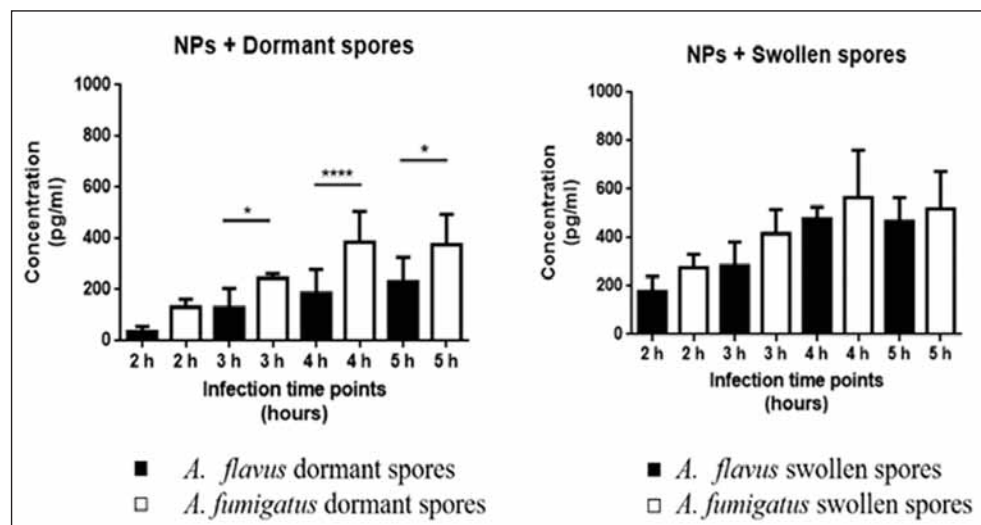 NPs + Dormant spores
1000
800
600
400
200
0
Concentration
(pg/ml)
*
****
*
2 h 2 h 3 h 3 h 4 h 4 h 5 h 5 h
Infection time points
(hours)
A. flavus dormant spores
A. fumigatus dormant spores
NPs + Swollen spores
1000
800
600
400
200
0
Concentration
(pg/ml)
2 h 2 h 3 h 3 h 4 h 4 h 5 h 5 h
Infection time points
(hours)
A. flavus swollen spores
A. fumigatus swollen spores